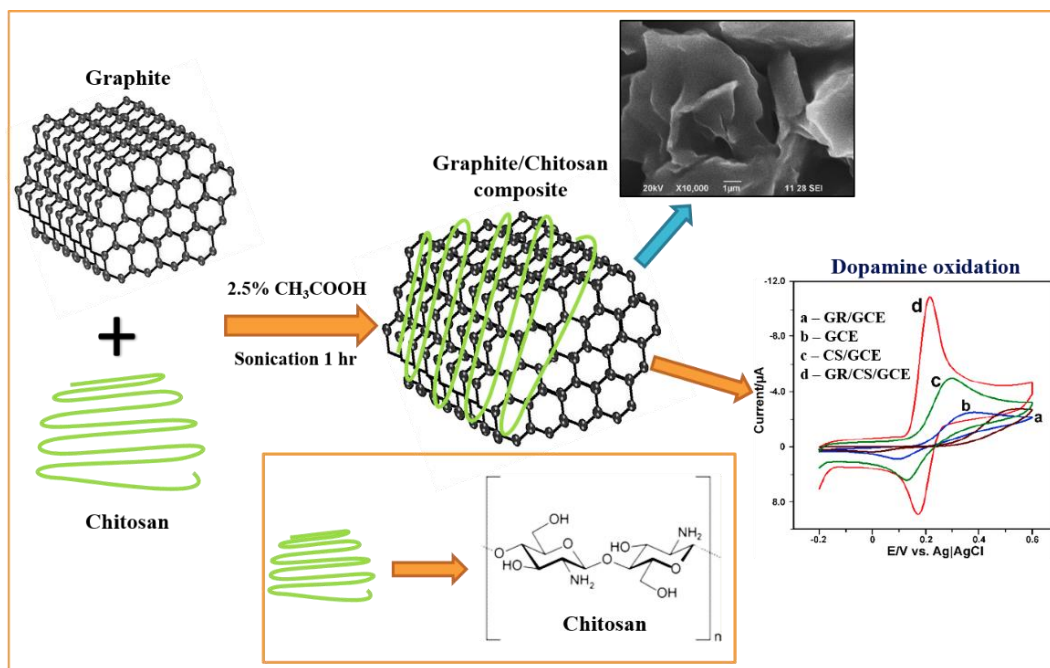 Graphite
+
Chitosan
2.5% CH₃COOH
Sonication 1 hr
Graphite/Chitosan
composite
20kV X10,000 1µm 11 28 SEI
Dopamine oxidation
a – GR/GCE
b – GCE
c – CS/GCE
d – GR/CS/GCE
d
c
b
a
Current/µA
-12.0
-8.0
-4.0
0
8.0
-0.2 0 0.2 0.4 0.6
E/V vs. Ag|AgCl
OH
O
HO
NH₂
O
O
NH₂
HO
O
OH
n
Chitosan